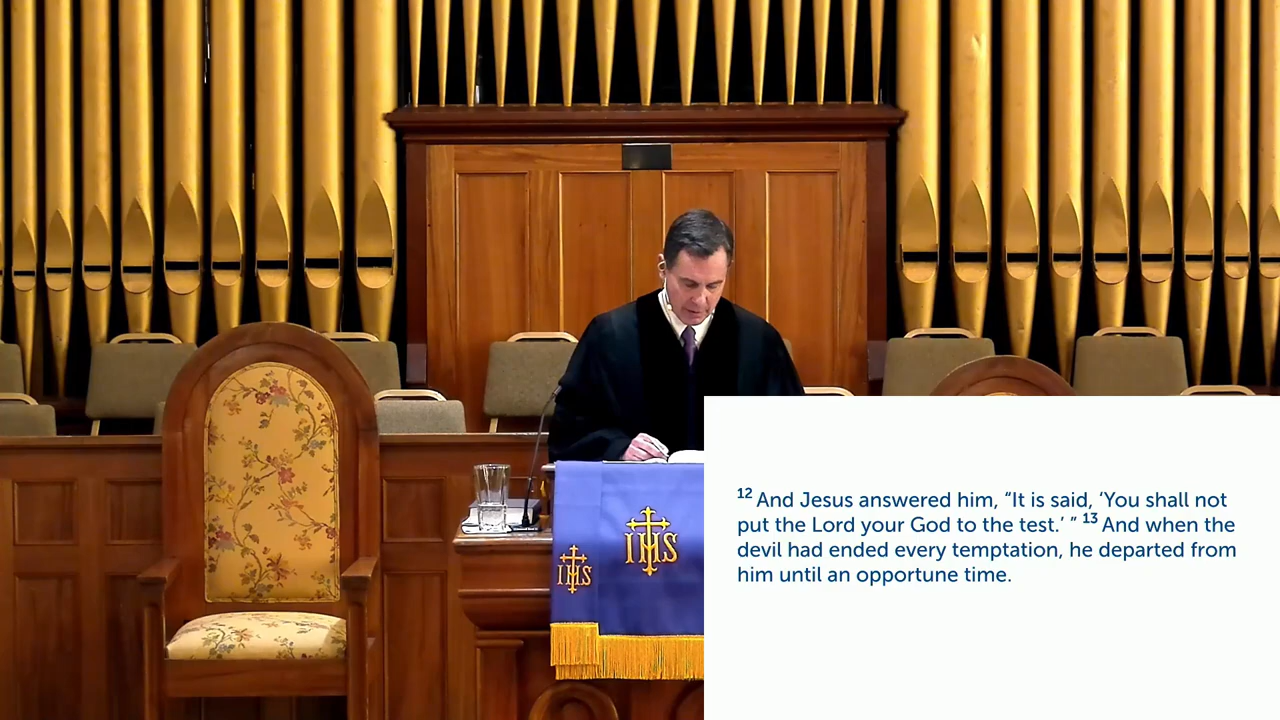 IHS
IHS
12 And Jesus answered him, “It is said, ‘You shall not
put the Lord your God to the test.’ ” 13 And when the
devil had ended every temptation, he departed from
him until an opportune time.